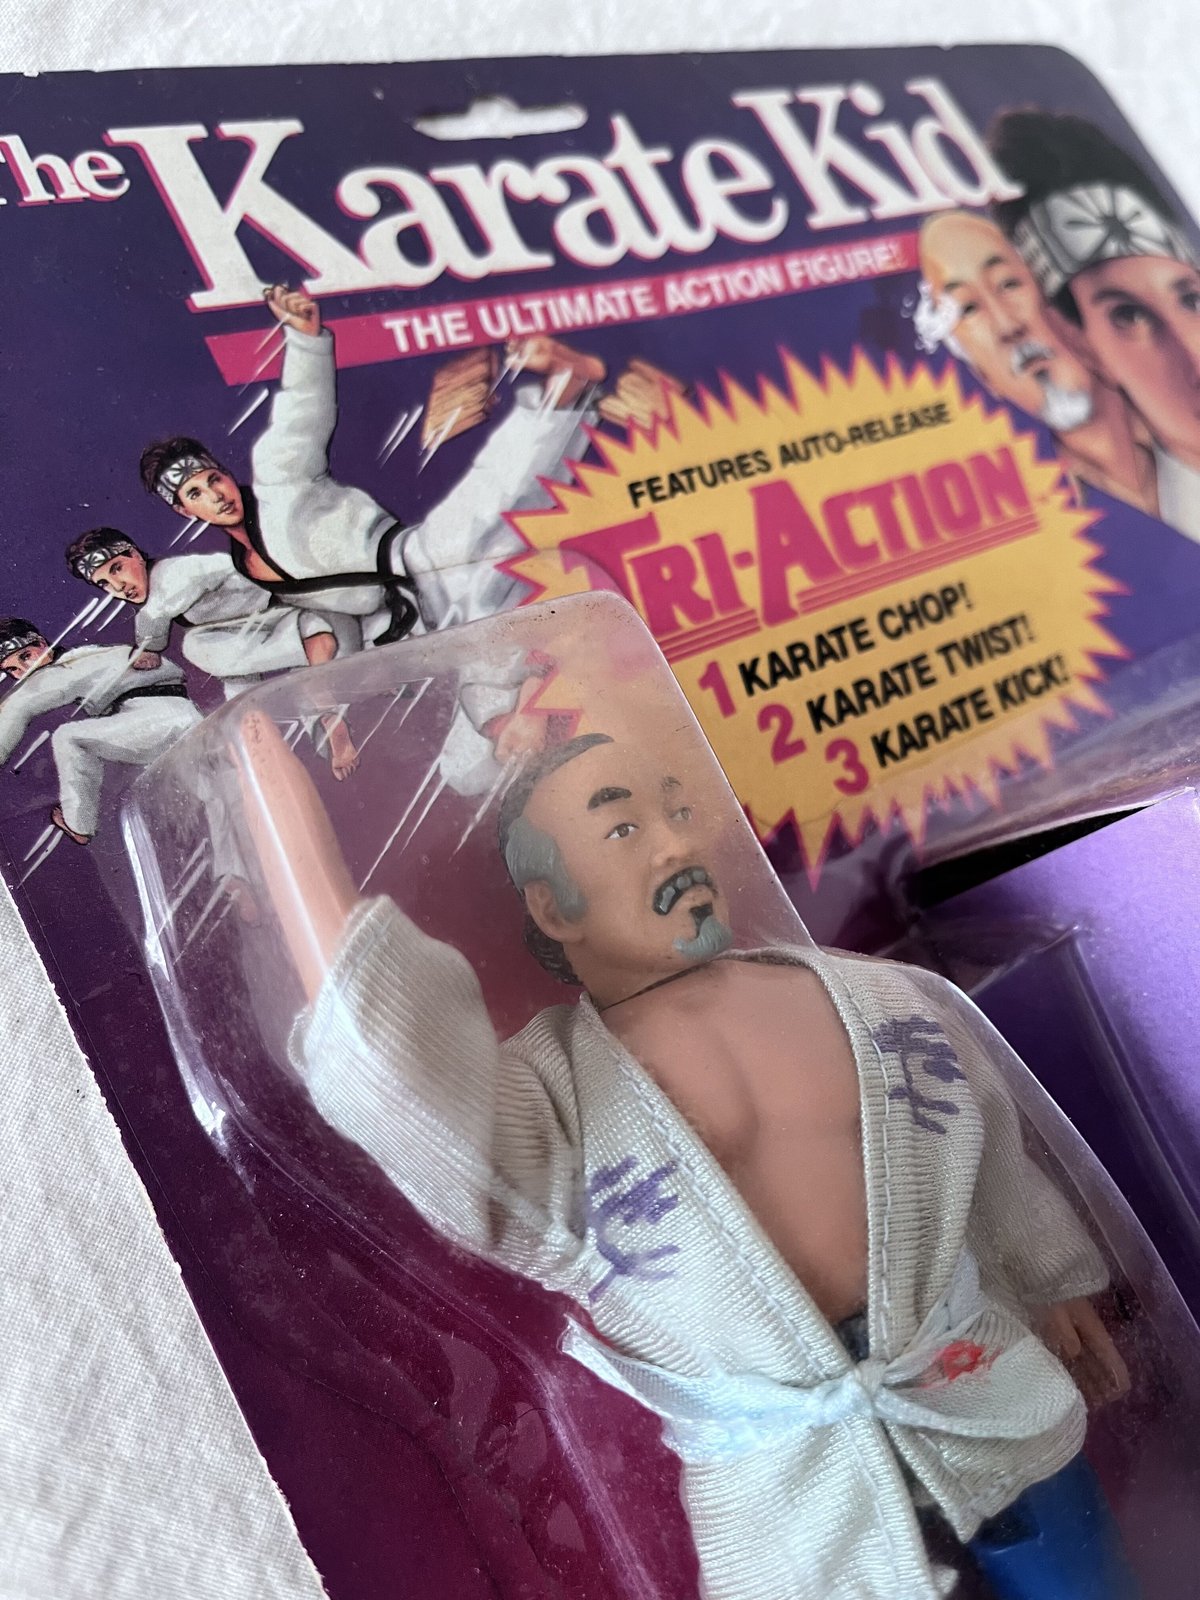 The Karate Kid
THE ULTIMATE ACTION FIGURE!
FEATURES AUTO-RELEASE
TRI-ACTION
1 KARATE CHOP!
2 KARATE TWIST!
3 KARATE KICK!